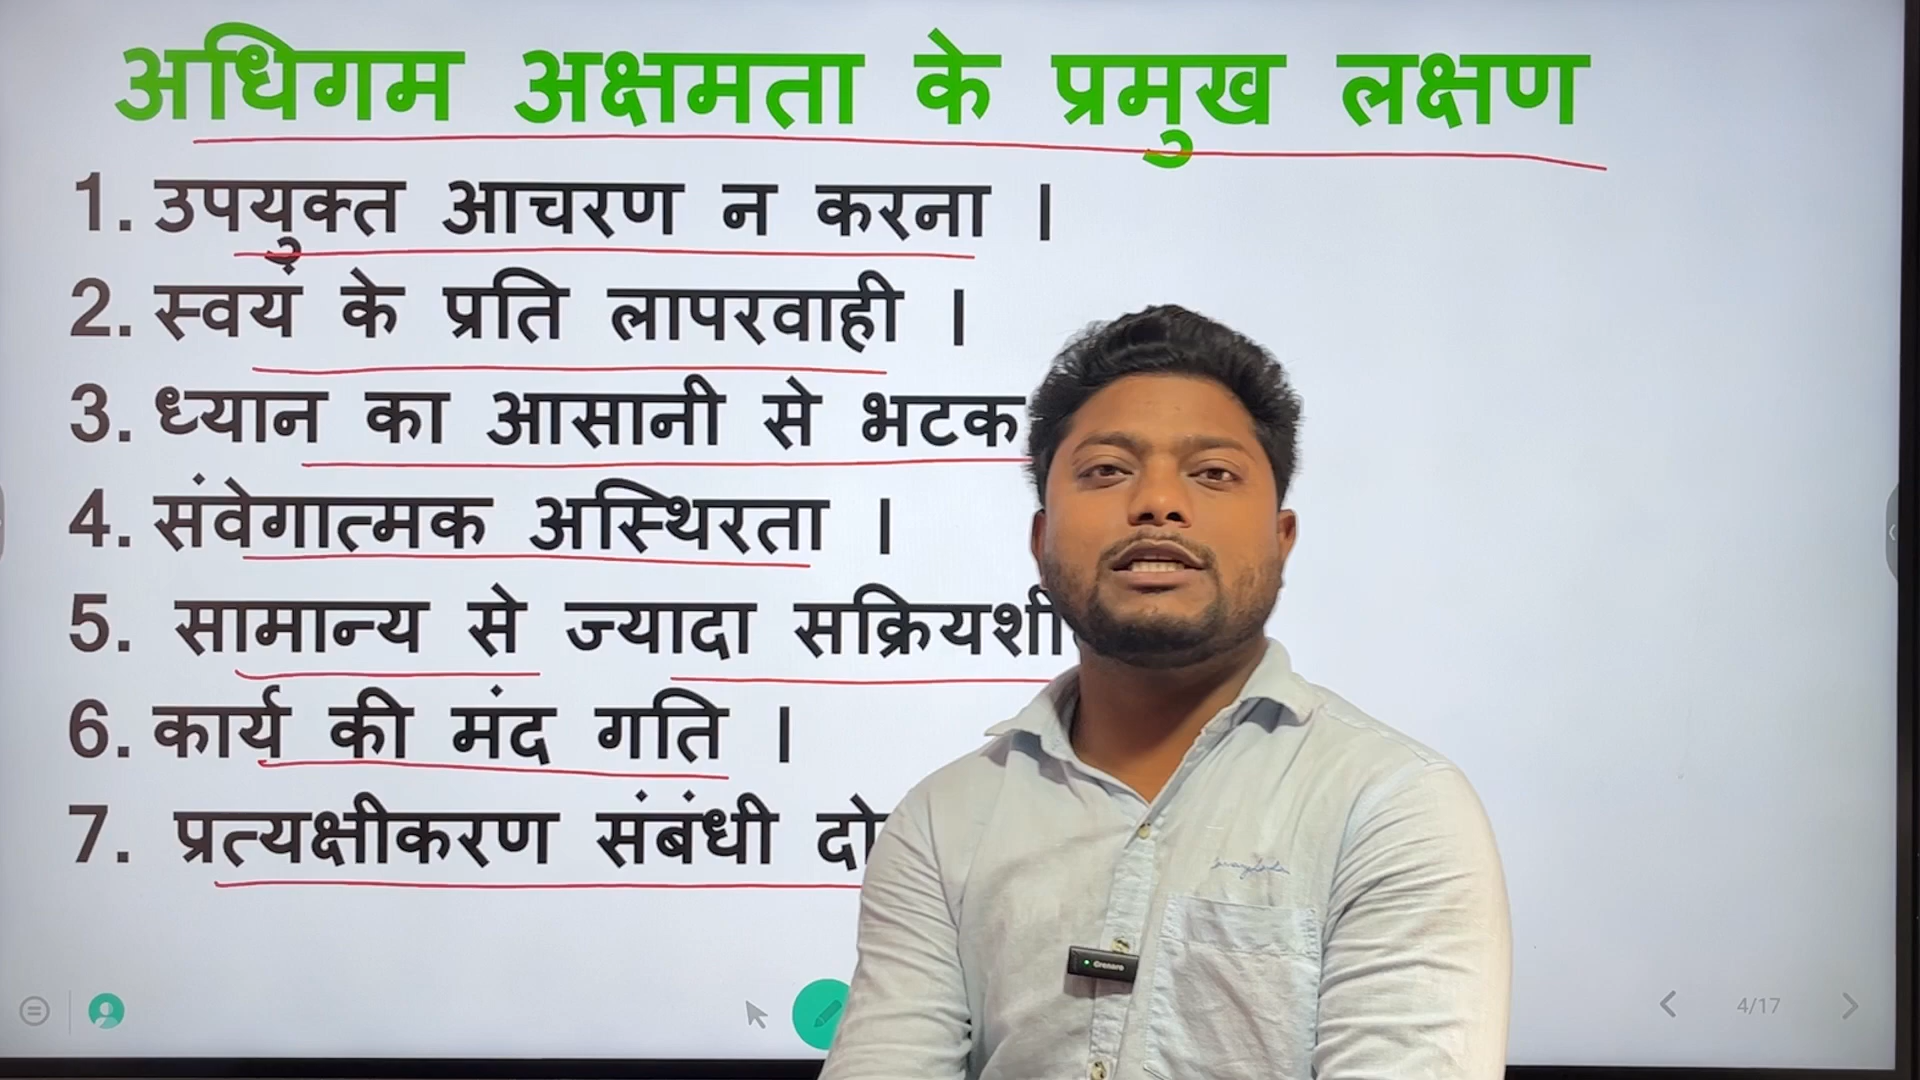 अधिगम अक्षमता के प्रमुख लक्षण
1. उपयुक्त आचरण न करना ।
2. स्वयं के प्रति लापरवाही ।
3. ध्यान का आसानी से भटक
4. संवेगात्मक अस्थिरता ।
5. सामान्य से ज्यादा सक्रियशी
6. कार्य की मंद गति ।
7. प्रत्यक्षीकरण संबंधी
4/17